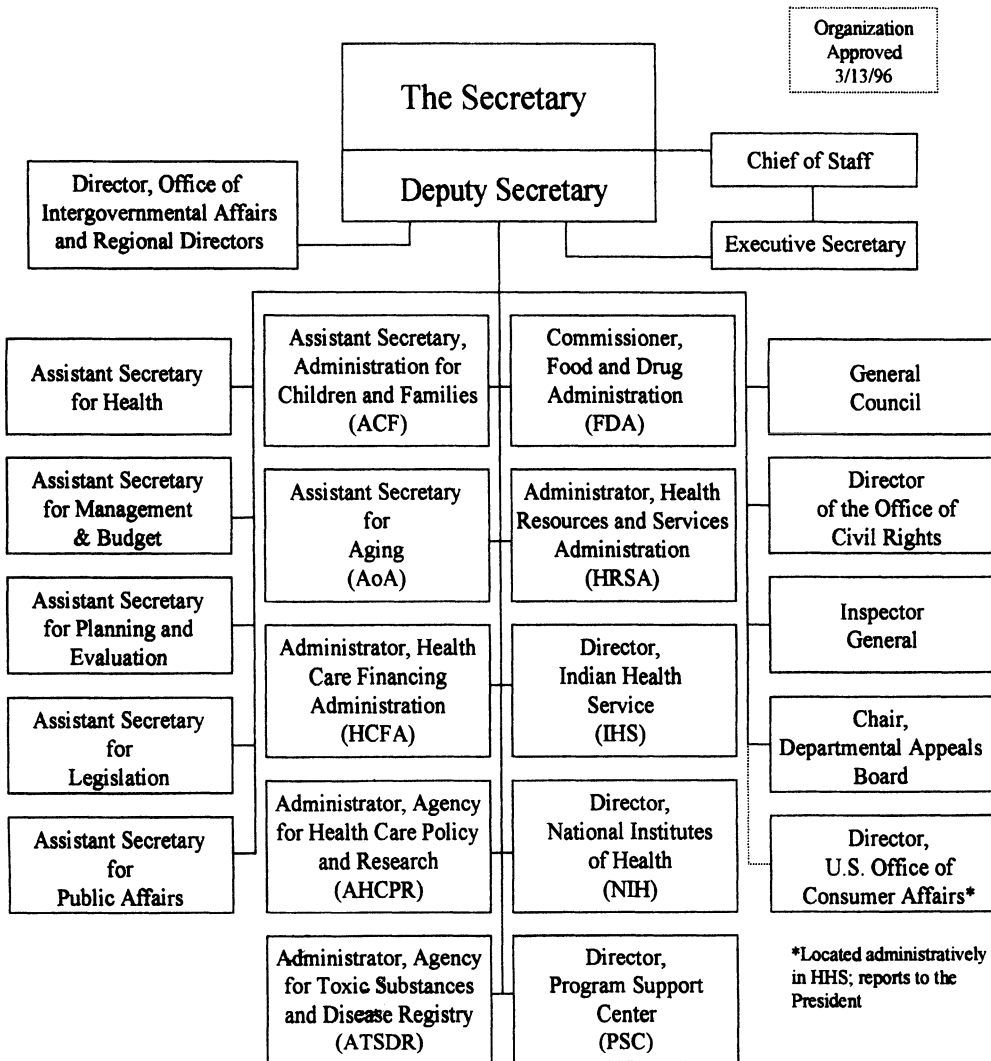 Organization
Approved
3/13/96
The Secretary
Deputy Secretary
Chief of Staff
Executive Secretary
Director, Office of
Intergovernmental Affairs
and Regional Directors
Assistant Secretary
for Health
Assistant Secretary
for Management
& Budget
Assistant Secretary
for Planning and
Evaluation
Assistant Secretary
for
Legislation
Assistant Secretary
for
Public Affairs
Assistant Secretary,
Administration for
Children and Families
(ACF)
Assistant Secretary
for
Aging
(AoA)
Administrator, Health
Care Financing
Administration
(HCFA)
Administrator, Agency
for Health Care Policy
and Research
(AHCPR)
Administrator, Agency
for Toxic Substances
and Disease Registry
(ATSDR)
Commissioner,
Food and Drug
Administration
(FDA)
Administrator, Health
Resources and Services
Administration
(HRSA)
Director,
Indian Health
Service
(IHS)
Director,
National Institutes
of Health
(NIH)
Director,
Program Support
Center
(PSC)
General
Council
Director
of the Office of
Civil Rights
Inspector
General
Chair,
Departmental Appeals
Board
Director,
U.S. Office of
Consumer Affairs*
*Located administratively
in HHS; reports to the
President